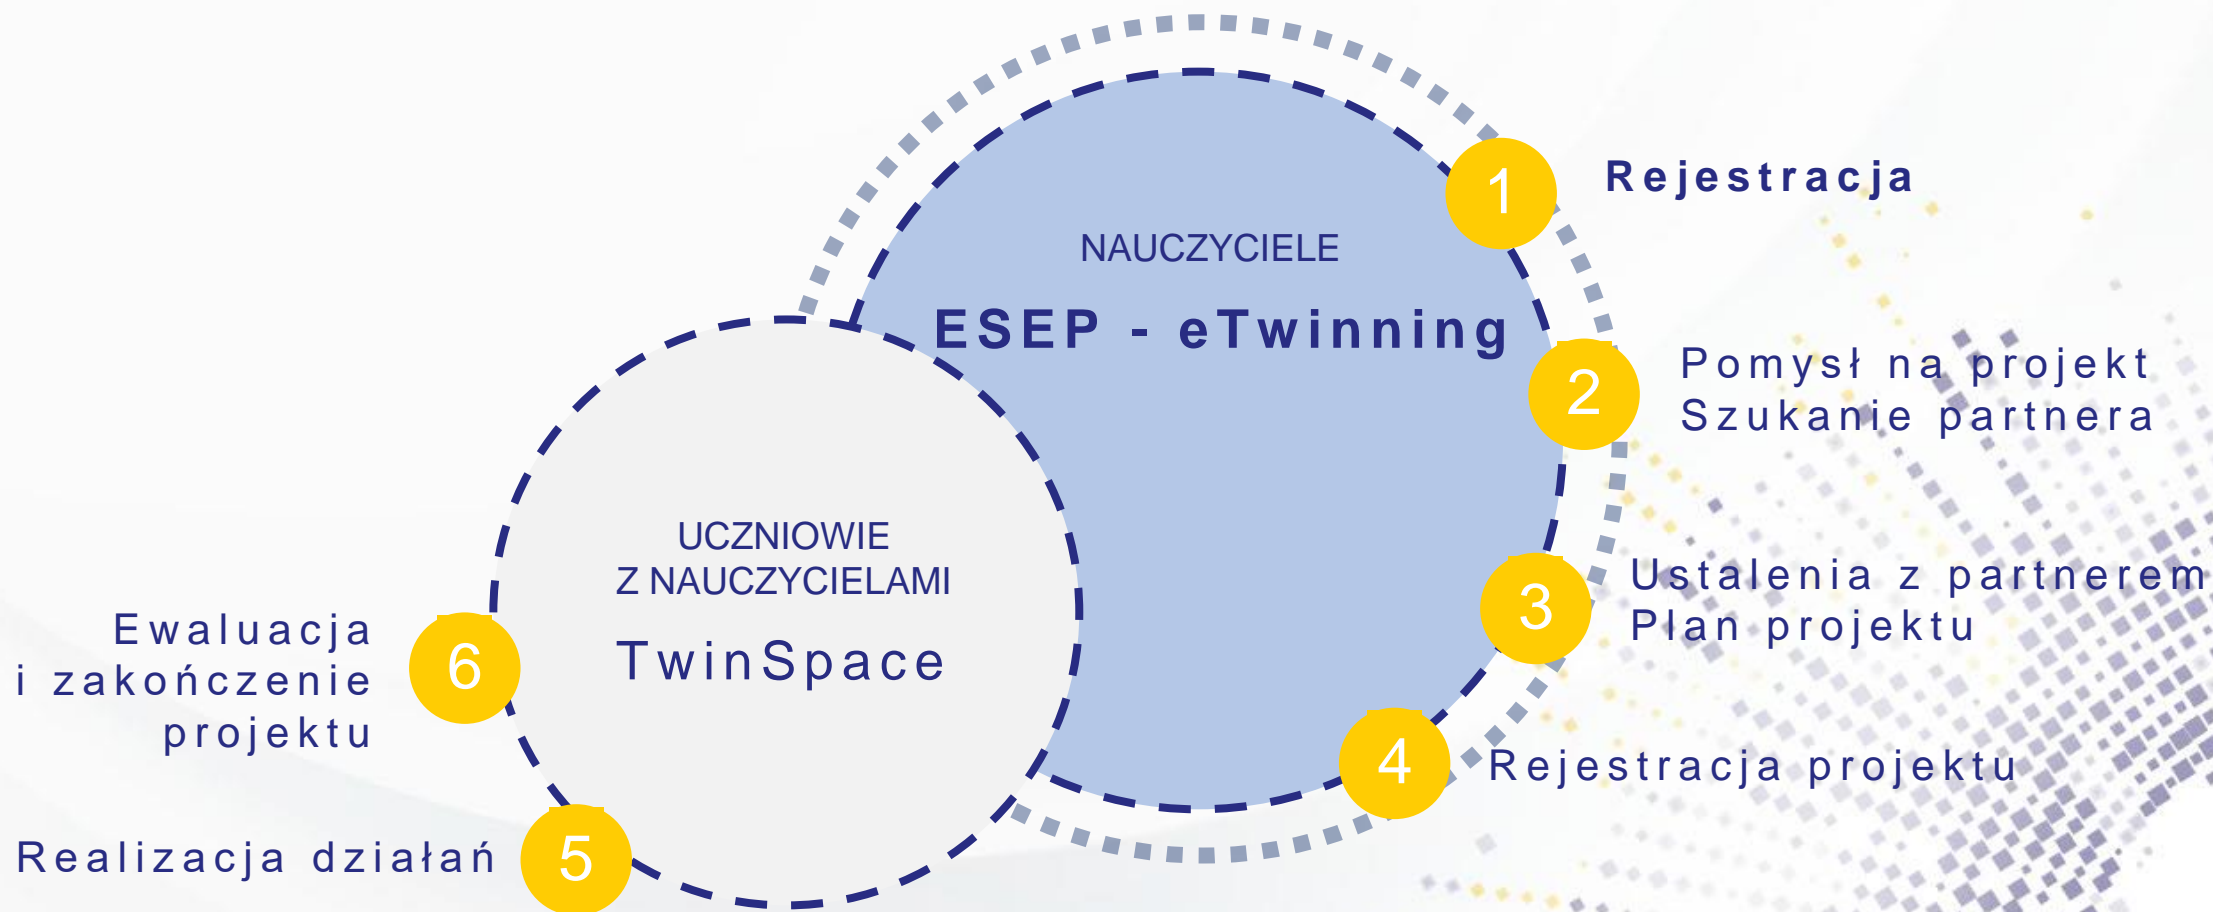 NAUCZYCIELE
ESEP - eTwinning
1
Rejestracja
2
Pomysł na projekt
Szukanie partnera
3
Ustalenia z partnerem
Plan projektu
4
Rejestracja projektu
UCZNIOWIE
Z NAUCZYCIELAMI
TwinSpace
5
Realizacja działań
6
Ewaluacja
i zakończenie
projektu